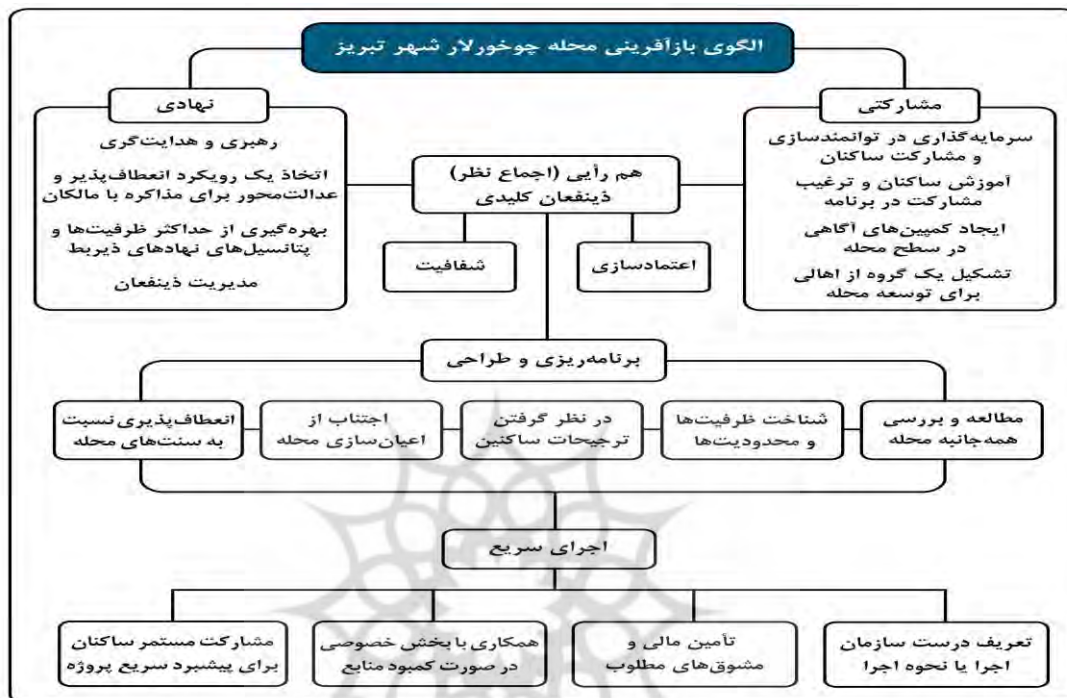 الگوی بازآفرینی محله چوخورلار شهر تبریز
مشارکتی
سرمایه‌گذاری در توانمندسازی
و مشارکت ساکنان
آموزش ساکنان و ترغیب
مشارکت در برنامه
ایجاد کمپین‌های آگاهی
در سطح محله
تشکیل یک گروه از اهالی
برای توسعه محله
هم رأیی (اجماع نظر)
ذینفعان کلیدی
اعتمادسازی
شفافیت
نهادی
رهبری و هدایت‌گری
اتخاذ یک رویکرد انعطاف‌پذیر و
عدالت‌محور برای مذاکره با مالکان
بهره‌گیری از حداکثر ظرفیت‌ها و
پتانسیل‌های نهادهای ذیربط
مدیریت ذینفعان
برنامه‌ریزی و طراحی
مطالعه و بررسی
همه‌جانبه محله
شناخت ظرفیت‌ها
و محدودیت‌ها
در نظر گرفتن
ترجیحات ساکنین
اجتناب از
اعیان‌سازی محله
انعطاف‌پذیری نسبت
به سنت‌های محله
اجرای سریع
تعریف درست سازمان
اجرا یا نحوه اجرا
تأمین مالی و
مشوق‌های مطلوب
همکاری با بخش خصوصی
در صورت کمبود منابع
مشارکت مستمر ساکنان
برای پیشبرد سریع پروژه